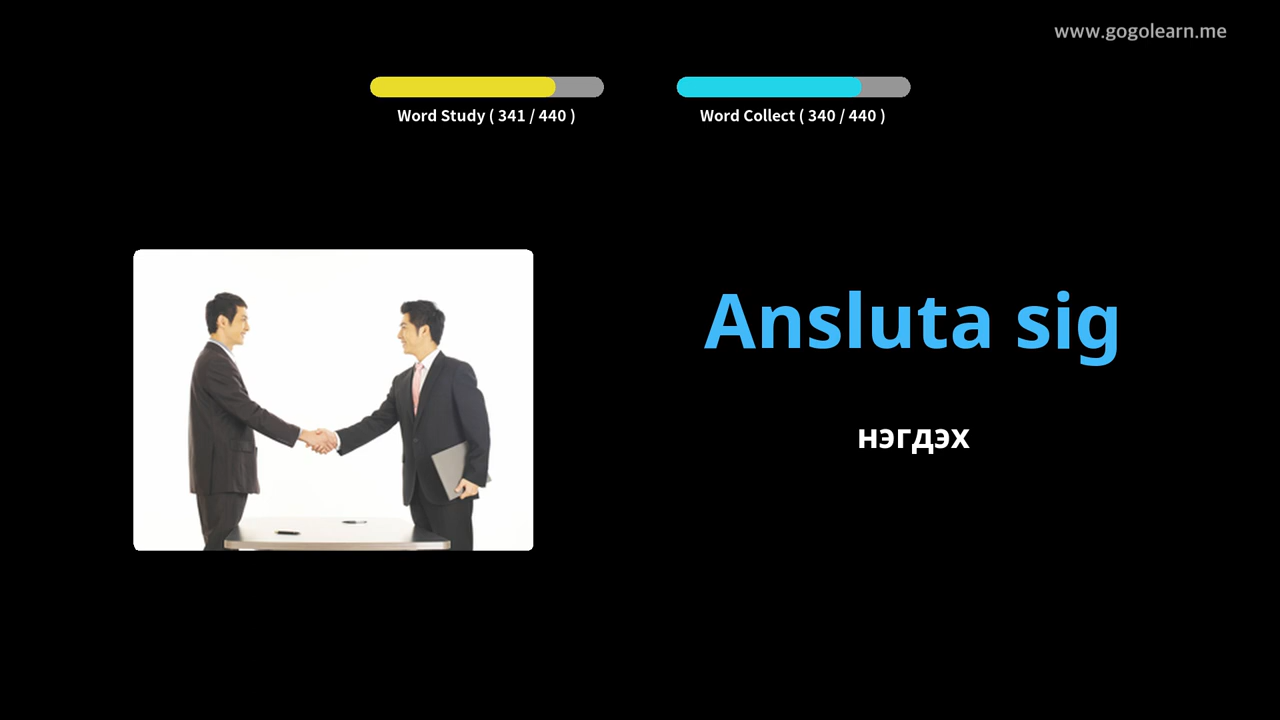 www.gogolearn.me
Word Study ( 341 / 440 )
Word Collect ( 340 / 440 )
Ansluta sig
нэгдэх